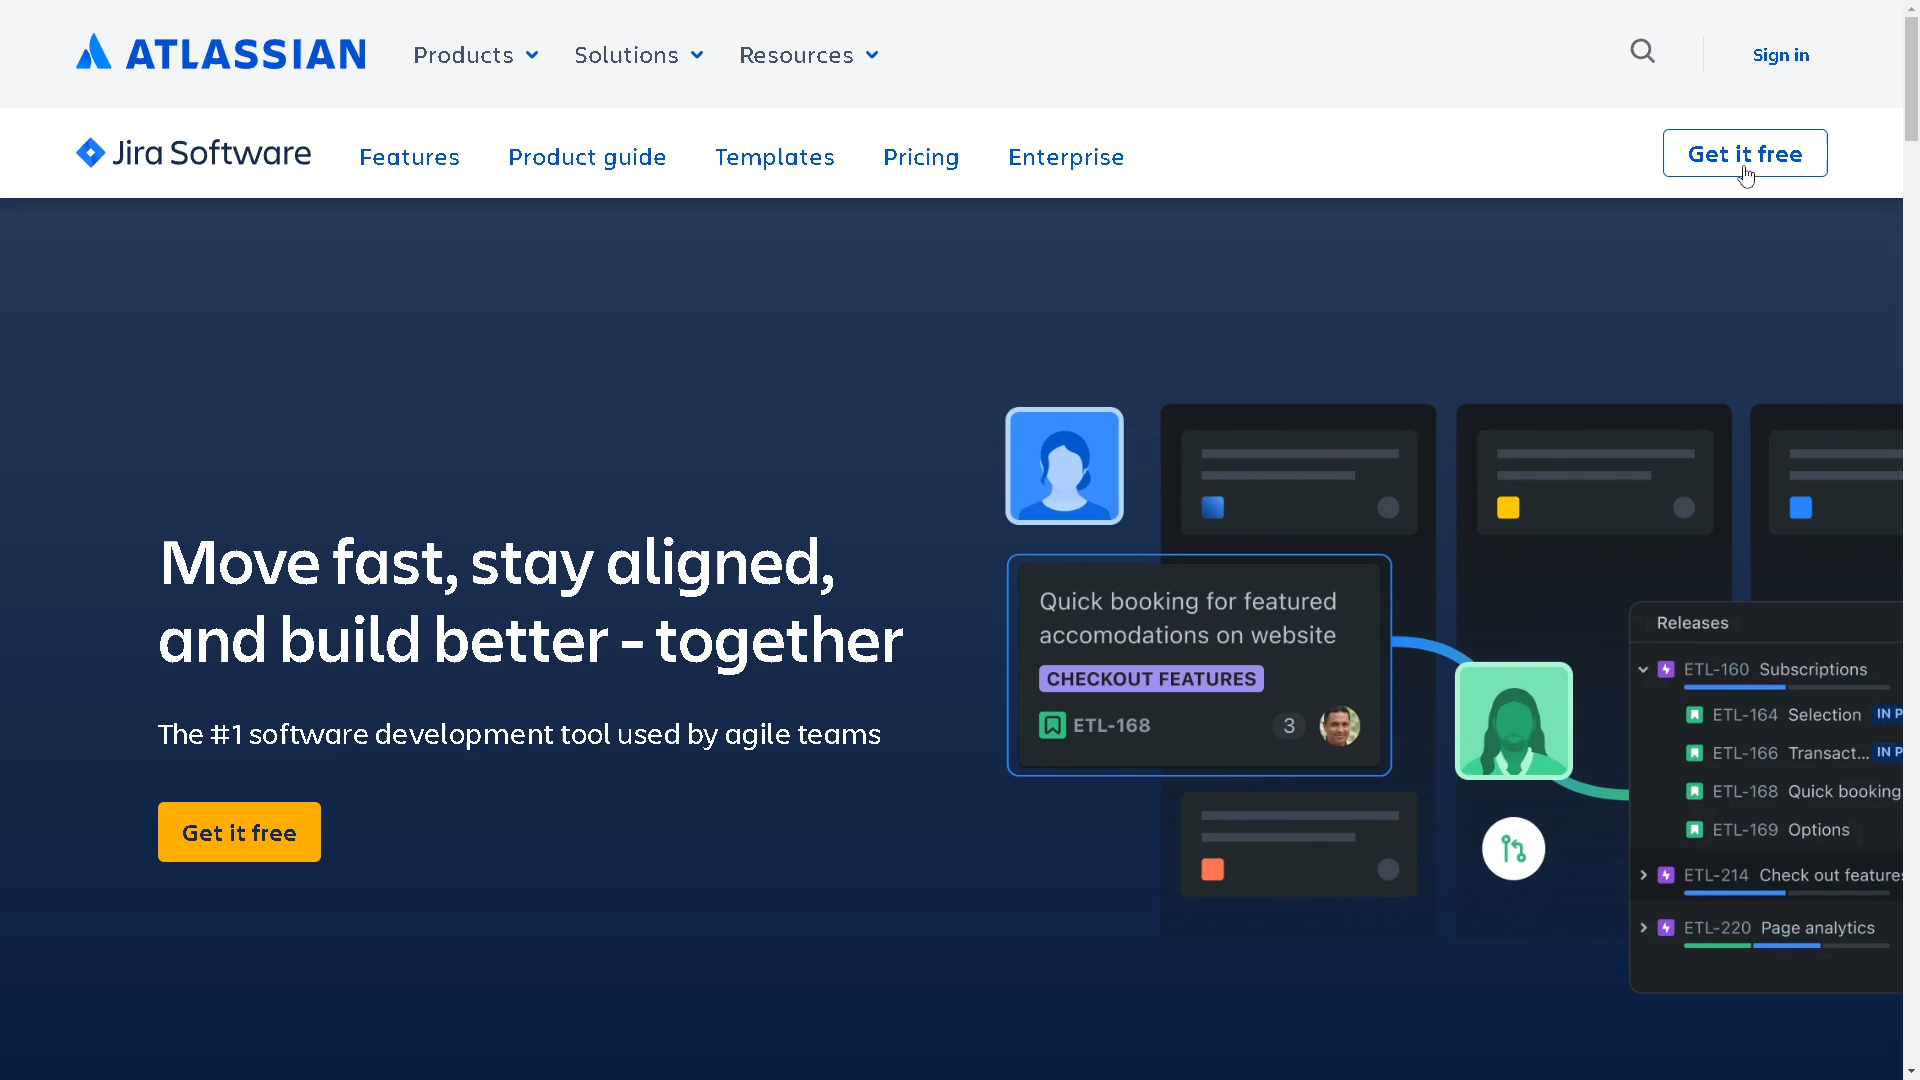 ATLASSIAN
Products
Solutions
Resources
Sign in
Jira Software
Features
Product guide
Templates
Pricing
Enterprise
Get it free
Move fast, stay aligned,
and build better - together
The #1 software development tool used by agile teams
Get it free
Quick booking for featured
accomodations on website
CHECKOUT FEATURES
ETL-168
3
Releases
ETL-160 Subscriptions
ETL-164 Selection IN P
ETL-166 Transact... IN P
ETL-168 Quick booking
ETL-169 Options
ETL-214 Check out features
ETL-220 Page analytics